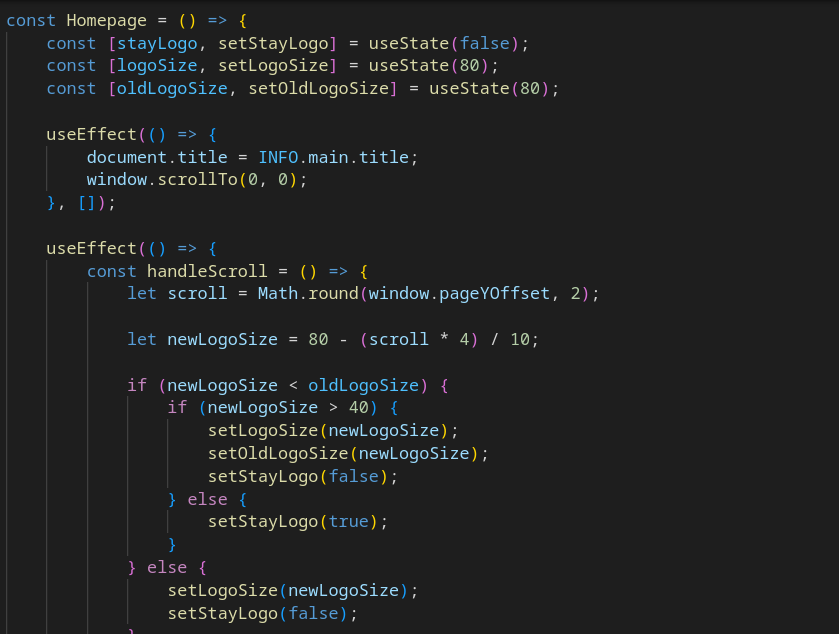 const Homepage = () => {
    const [stayLogo, setStayLogo] = useState(false);
    const [logoSize, setLogoSize] = useState(80);
    const [oldLogoSize, setOldLogoSize] = useState(80);

    useEffect(() => {
        document.title = INFO.main.title;
        window.scrollTo(0, 0);
    }, []);

    useEffect(() => {
        const handleScroll = () => {
            let scroll = Math.round(window.pageYOffset, 2);

            let newLogoSize = 80 - (scroll * 4) / 10;

            if (newLogoSize < oldLogoSize) {
                if (newLogoSize > 40) {
                    setLogoSize(newLogoSize);
                    setOldLogoSize(newLogoSize);
                    setStayLogo(false);
                } else {
                    setStayLogo(true);
                }
            } else {
                setLogoSize(newLogoSize);
                setStayLogo(false);
            }